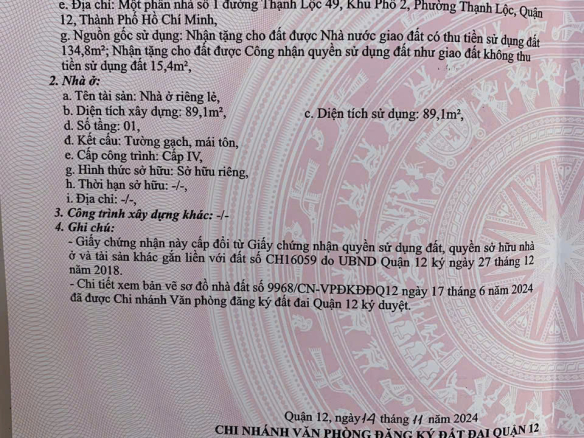 e. Địa chỉ: Một phần nhà số 1 đường Thạnh Lộc 49, Khu Phố 2, Phường Thạnh Lộc, Quận
12, Thành Phố Hồ Chí Minh,
g. Nguồn gốc sử dụng: Nhận tặng cho đất được Nhà nước giao đất có thu tiền sử dụng đất
134,8m²; Nhận tặng cho đất được Công nhận quyền sử dụng đất như giao đất không thu
tiền sử dụng đất 15,4m²,
2. Nhà ở:
a. Tên tài sản: Nhà ở riêng lẻ,
b. Diện tích xây dựng: 89,1m², c. Diện tích sử dụng: 89,1m²,
d. Số tầng: 01,
đ. Kết cấu: Tường gạch, mái tôn,
e. Cấp công trình: Cấp IV,
g. Hình thức sở hữu: Sở hữu riêng,
h. Thời hạn sở hữu: -/-,
i. Địa chỉ: -/-,
3. Công trình xây dựng khác: -/-
4. Ghi chú:
- Giấy chứng nhận này cấp đổi từ Giấy chứng nhận quyền sử dụng đất, quyền sở hữu nhà
ở và tài sản khác gắn liền với đất số CH16059 do UBND Quận 12 ký ngày 27 tháng 12
năm 2018.
- Chi tiết xem bản vẽ sơ đồ nhà đất số 9968/CN-VPĐKĐĐQ12 ngày 17 tháng 6 năm 2024
đã được Chi nhánh Văn phòng đăng ký đất đai Quận 12 ký duyệt.
Quận 12, ngày 14 tháng 11 năm 2024
CHI NHÁNH VĂN PHÒNG ĐĂNG KÝ ĐẤT ĐAI QUẬN 12